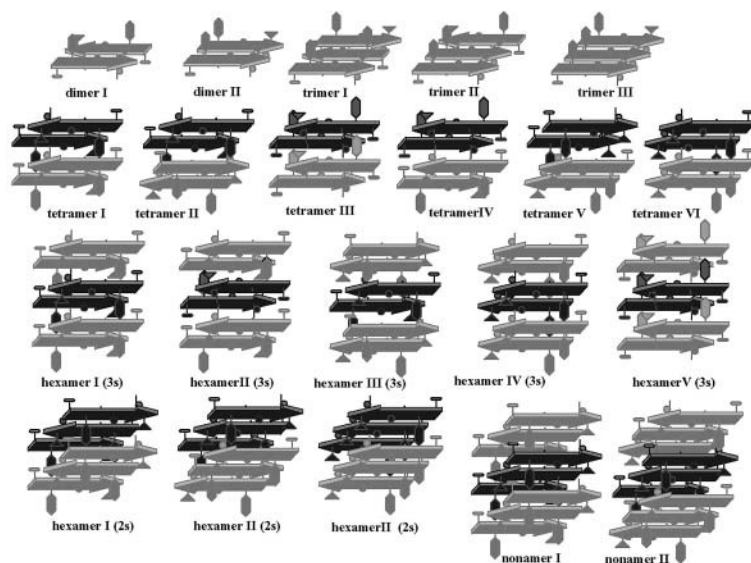 dimer I dimer II trimer I trimer II trimer III
tetramer I tetramer II tetramer III tetramerIV tetramer V tetramer VI
hexamer I (3s) hexamerII (3s) hexamer III (3s) hexamer IV (3s) hexamerV (3s)
hexamer I (2s) hexamer II (2s) hexamerII (2s) nonamer I nonamer II